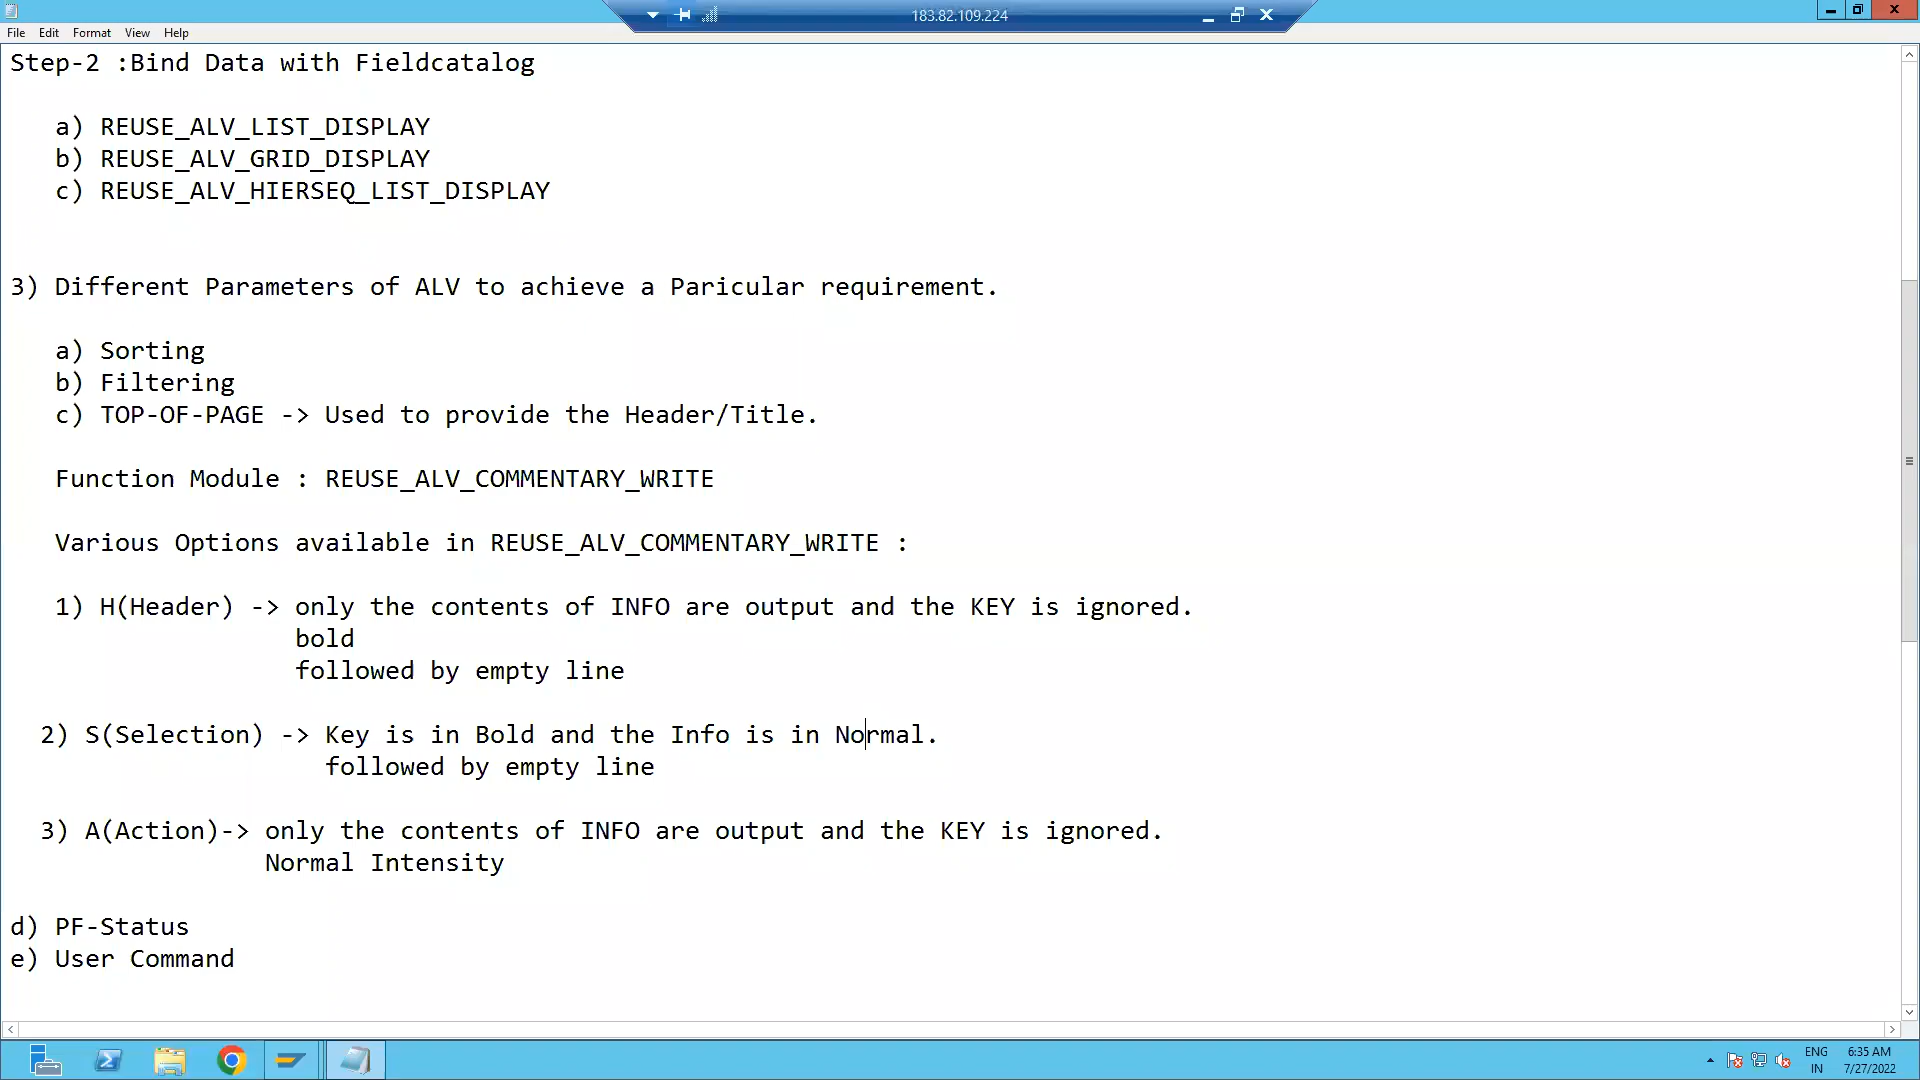 183.82.109.224
File Edit Format View Help
Step-2 :Bind Data with Fieldcatalog
a) REUSE_ALV_LIST_DISPLAY
b) REUSE_ALV_GRID_DISPLAY
c) REUSE_ALV_HIERSEQ_LIST_DISPLAY
3) Different Parameters of ALV to achieve a Paricular requirement.
a) Sorting
b) Filtering
c) TOP-OF-PAGE -> Used to provide the Header/Title.
Function Module : REUSE_ALV_COMMENTARY_WRITE
Various Options available in REUSE_ALV_COMMENTARY_WRITE :
1) H(Header) -> only the contents of INFO are output and the KEY is ignored.
bold
followed by empty line
2) S(Selection) -> Key is in Bold and the Info is in Normal.
followed by empty line
3) A(Action)-> only the contents of INFO are output and the KEY is ignored.
Normal Intensity
d) PF-Status
e) User Command
ENG 6:35 AM
IN 7/27/2022